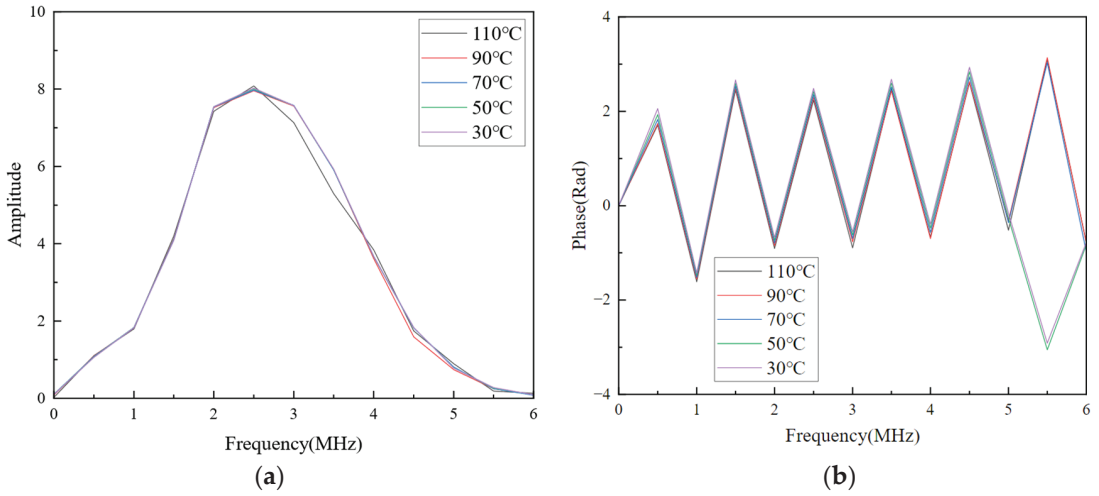 10
8
6
4
2
0
Amplitude
110℃
90℃
70℃
50℃
30℃
0 1 2 3 4 5 6
Frequency(MHz)
(a)
4
2
0
−2
−4
Phase(Rad)
110℃
90℃
70℃
50℃
30℃
0 1 2 3 4 5 6
Frequency(MHz)
(b)